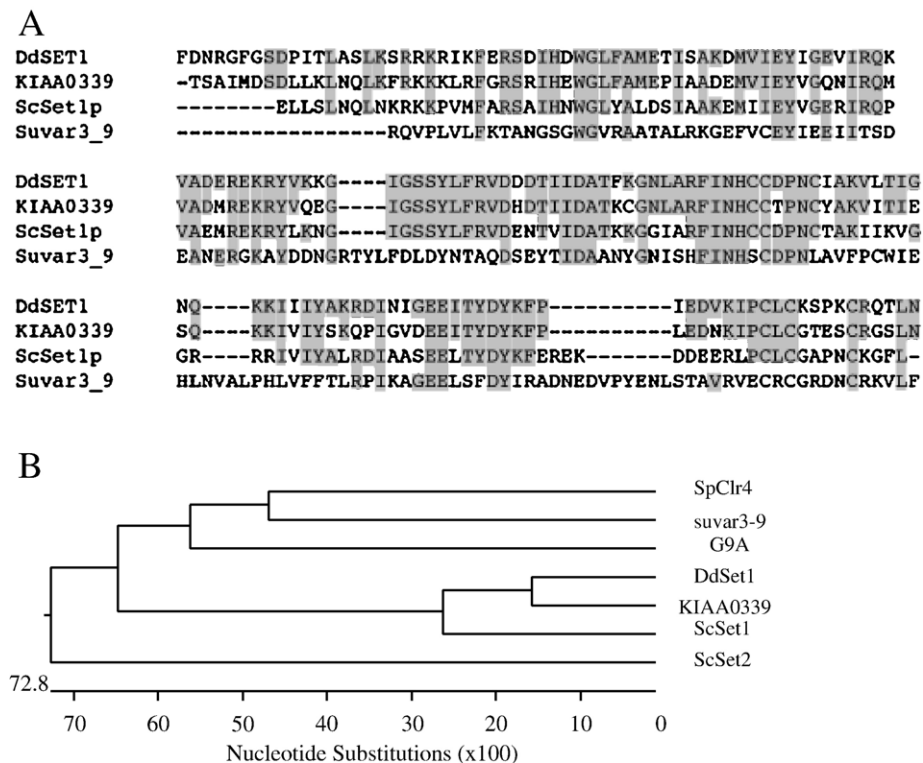 A
DdSET1 FDNRGFGSDPITLASLKSRRKRIKFERSDIHDWGLFAMETISAKDMVIEYIGEVIRQK
KIAA0339 -TSAIMDSDLLKLNQLKFRKKKLRFGRSRIHEWGLFAMEPIAADEMVIEYVGQNIRQM
ScSet1p --------ELLSLNQLNKRKKPVMFARSAIHNWGLYALDSIAAKEMIIEYVGERIRQP
Suvar3_9 ----------------RQVPLVLFKTANGSGWGVRAATALRKGEFVCEYIEEIITSD
DdSET1 VADEREKRYVKKG----IGSSYLFRVDDDTIIDATFKGNLARFINHCCDPNCIAKVLTIG
KIAA0339 VADMREKRYVQEG----IGSSYLFRVDHDTIIDATKCGNLARFINHCCTPNCYAKVITIE
ScSet1p VAEMREKRYLKNG----IGSSYLFRVDENTVIDATKKGGIARFINHCCDPNCTAKIIKVG
Suvar3_9 EANERGKAYDDNGRTYLFDLDYNTAQDSEYTIDAANYGNISHFINHSCDPNLAVFPCWIE
DdSET1 NQ----KKIIIYAKRDINIGEEITYDYKFP----------IEDVKIPCLCKSPKCRQTLN
KIAA0339 SQ----KKIVIYSKQPIGVDEEITYDYKFP----------LEDNKIPCLCGTESCRGSLN
ScSet1p GR----RRIVIYALRDIAASEELTYDYKFEREK-------DDEERLPCLCGAPNCKGFL-
Suvar3_9 HLNVALPHLVFFTLRPIKAGEELSFDYIRADNEDVPYENLSTAVRVECRCGRDNCRKVLF
B
SpClr4
suvar3-9
G9A
DdSet1
KIAA0339
ScSet1
ScSet2
72.8
70 60 50 40 30 20 10 0
Nucleotide Substitutions (x100)